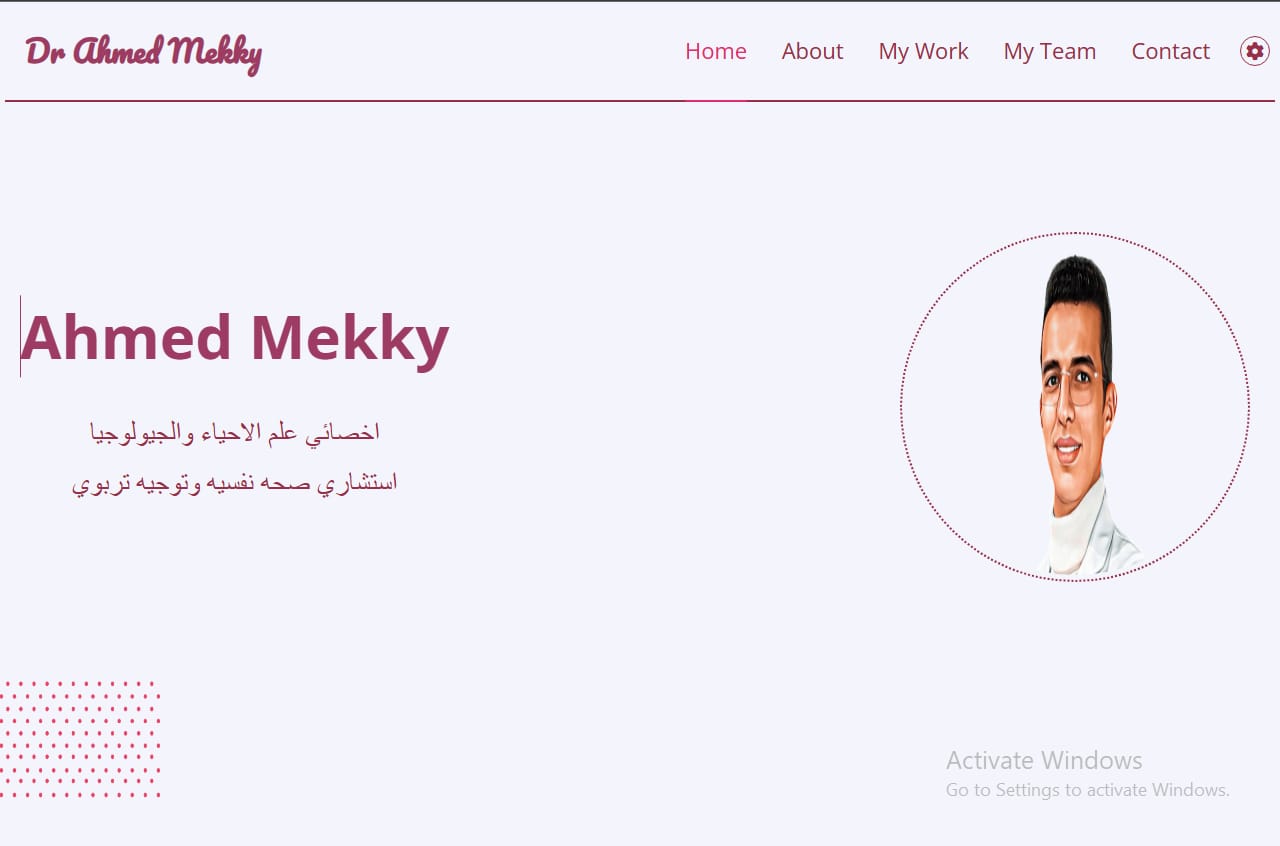 Dr Ahmed Mekky
Home About My Work My Team Contact
Ahmed Mekky
اخصائي علم الاحياء والجيولوجيا
استشاري صحه نفسيه وتوجيه تربوي
Activate Windows
Go to Settings to activate Windows.